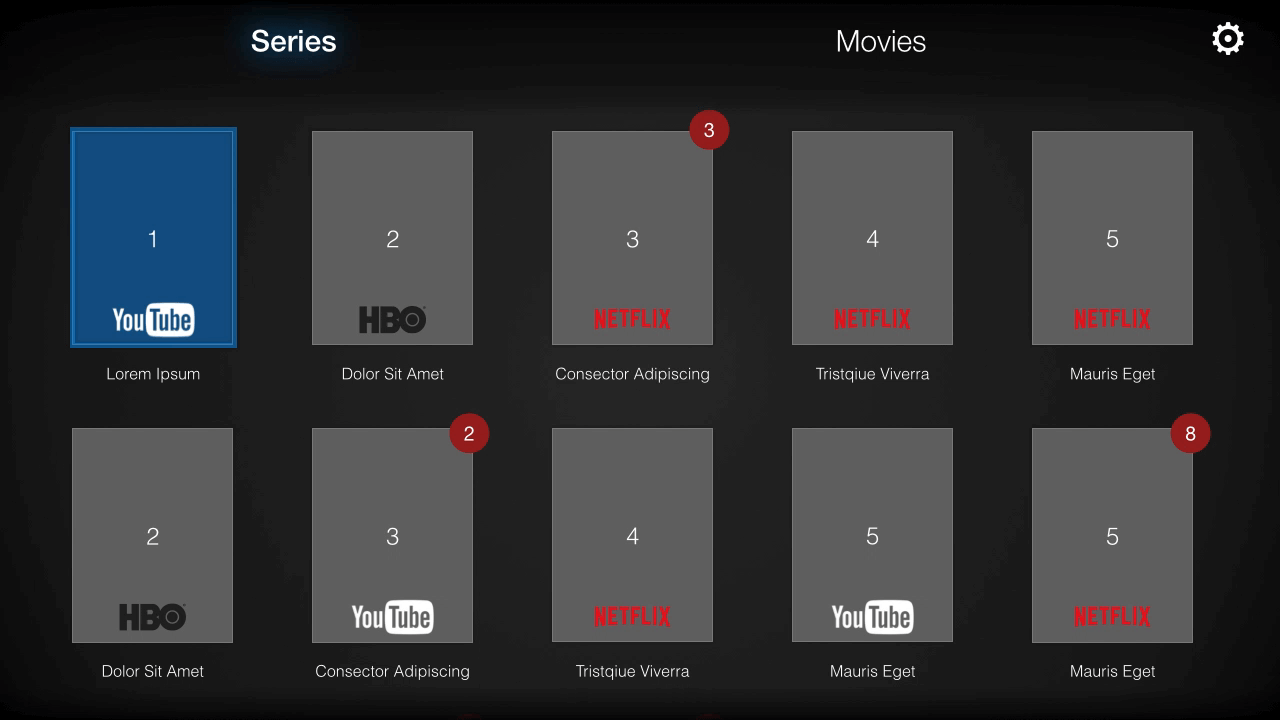 Series
Movies
3
1
2
3
4
5
YouTube
HBO
NETFLIX
NETFLIX
NETFLIX
Lorem Ipsum
Dolor Sit Amet
Consector Adipiscing
Tristqiue Viverra
Mauris Eget
2
8
2
3
4
5
5
HBO
YouTube
NETFLIX
YouTube
NETFLIX
Dolor Sit Amet
Consector Adipiscing
Tristqiue Viverra
Mauris Eget
Mauris Eget